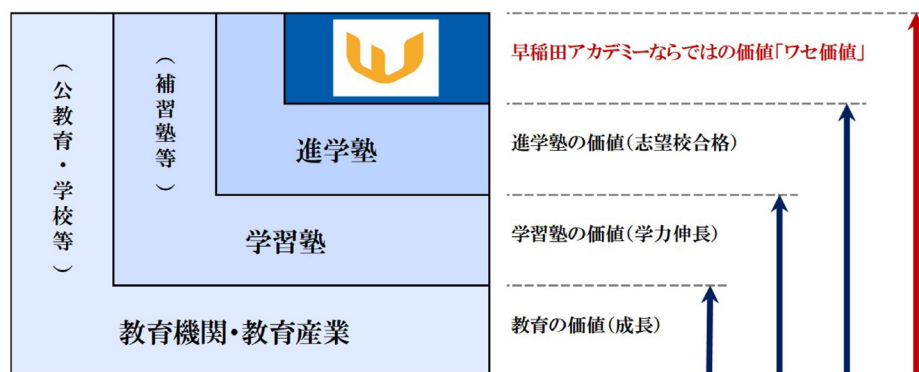 (公教育・学校等)
(補習塾等)
進学塾
学習塾
教育機関・教育産業
早稲田アカデミーならではの価値「ワセ価値」
進学塾の価値(志望校合格)
学習塾の価値(学力伸長)
教育の価値(成長)